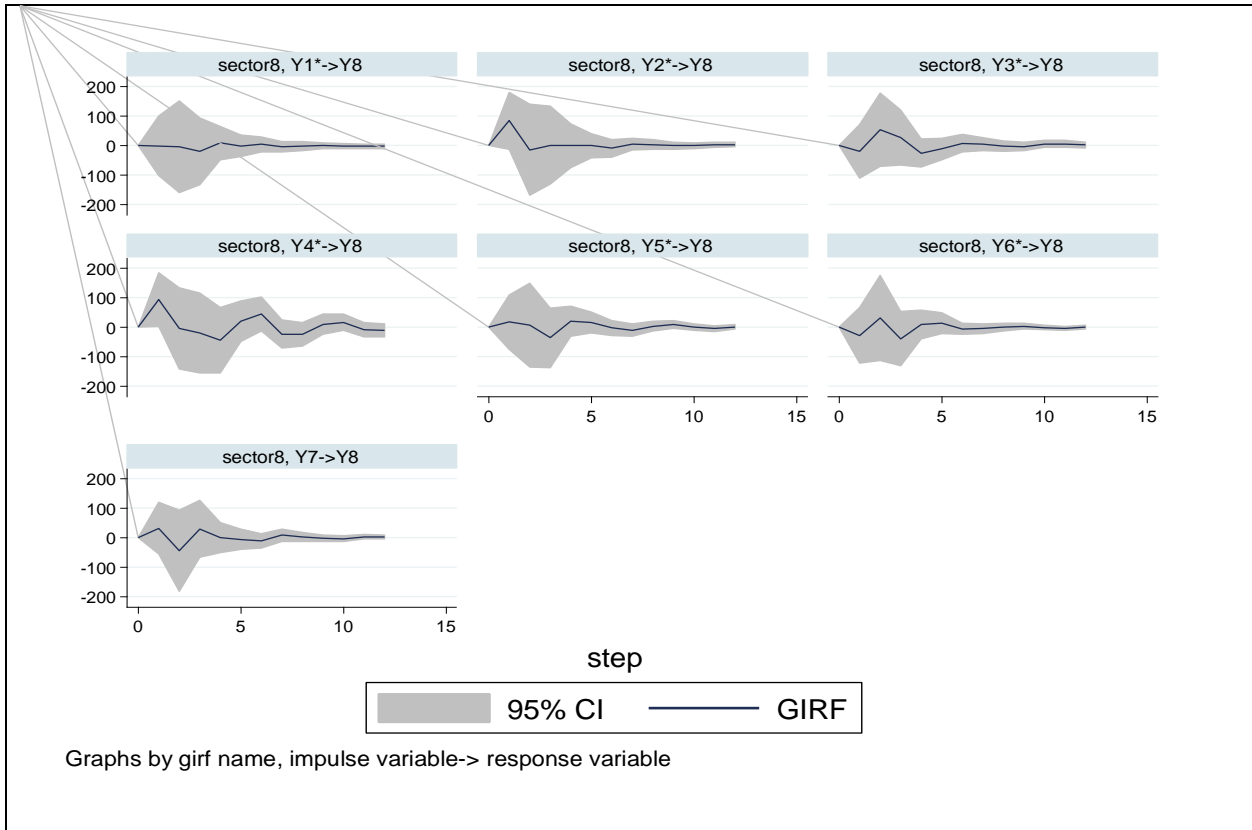 sector8, Y1*->Y8 sector8, Y2*->Y8 sector8, Y3*->Y8
200
100
0
-100
-200
sector8, Y4*->Y8 sector8, Y5*->Y8 sector8, Y6*->Y8
200
100
0
-100
-200
0 5 10 15 0 5 10 15
sector8, Y7->Y8
200
100
0
-100
-200
0 5 10 15
step
95% CI GIRF
Graphs by girf name, impulse variable-> response variable